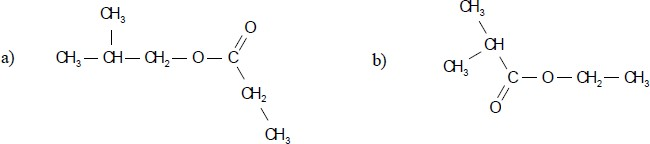 CH₃ O CH₃
a) CH₃ CH CH₂ O C b) CH
CH₃
CH₂ C O CH₂ CH₃
O
CH₃